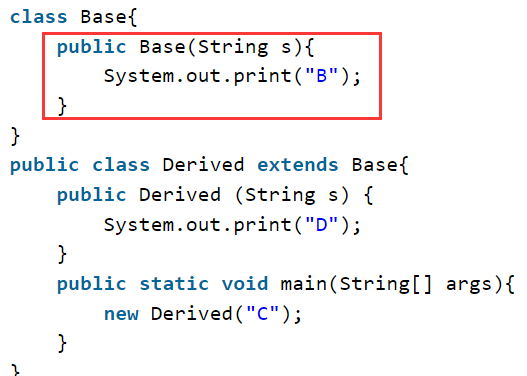 class Base{
    public Base(String s){
        System.out.print("B");
    }
}
public class Derived extends Base{
    public Derived (String s) {
        System.out.print("D");
    }
    public static void main(String[] args){
        new Derived("C");
    }
}